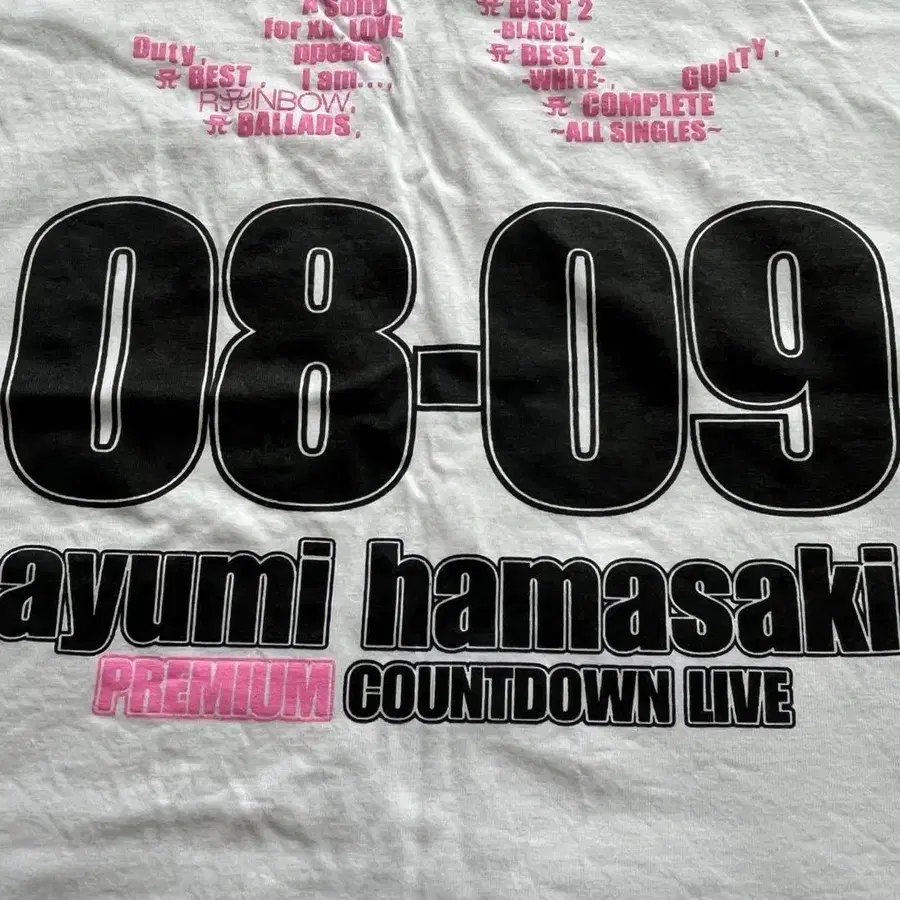 A Song
for XX LOVE
Duty, ppears,
BEST, I am...,
RAINBOW,
BALLADS,
BEST 2
-BLACK-,
BEST 2
-WHITE-, GUILTY,
COMPLETE
~ALL SINGLES~
08-09
ayumi hamasaki
PREMIUM COUNTDOWN LIVE